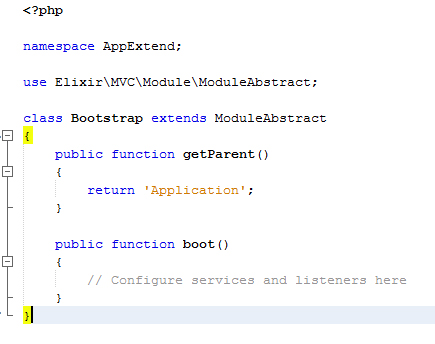 <?php
namespace AppExtend;
use Elixir\MVC\Module\ModuleAbstract;
class Bootstrap extends ModuleAbstract
{
    public function getParent()
    {
        return 'Application';
    }
    public function boot()
    {
        // Configure services and listeners here
    }
}